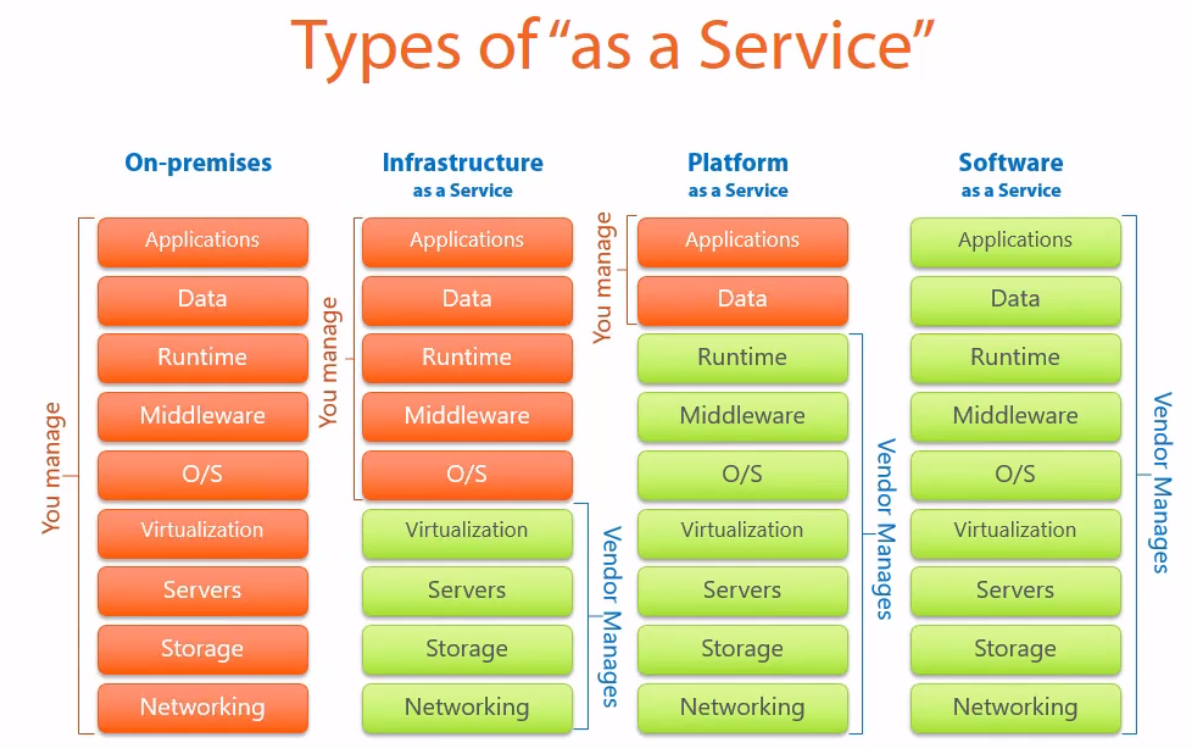 Types of “as a Service”
On-premises
Applications
Data
Runtime
Middleware
O/S
Virtualization
Servers
Storage
Networking
You manage
Infrastructure
as a Service
Applications
Data
Runtime
Middleware
O/S
Virtualization
Servers
Storage
Networking
You manage
Vendor Manages
Platform
as a Service
Applications
Data
Runtime
Middleware
O/S
Virtualization
Servers
Storage
Networking
You manage
Vendor Manages
Software
as a Service
Applications
Data
Runtime
Middleware
O/S
Virtualization
Servers
Storage
Networking
Vendor Manages